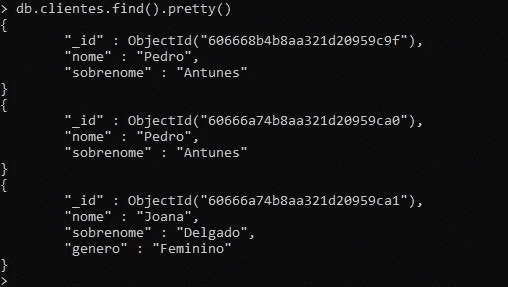 > db.clientes.find().pretty()
{
        "_id" : ObjectId("606668b4b8aa321d20959c9f"),
        "nome" : "Pedro",
        "sobrenome" : "Antunes"
}
{
        "_id" : ObjectId("60666a74b8aa321d20959ca0"),
        "nome" : "Pedro",
        "sobrenome" : "Antunes"
}
{
        "_id" : ObjectId("60666a74b8aa321d20959ca1"),
        "nome" : "Joana",
        "sobrenome" : "Delgado",
        "genero" : "Feminino"
}
>